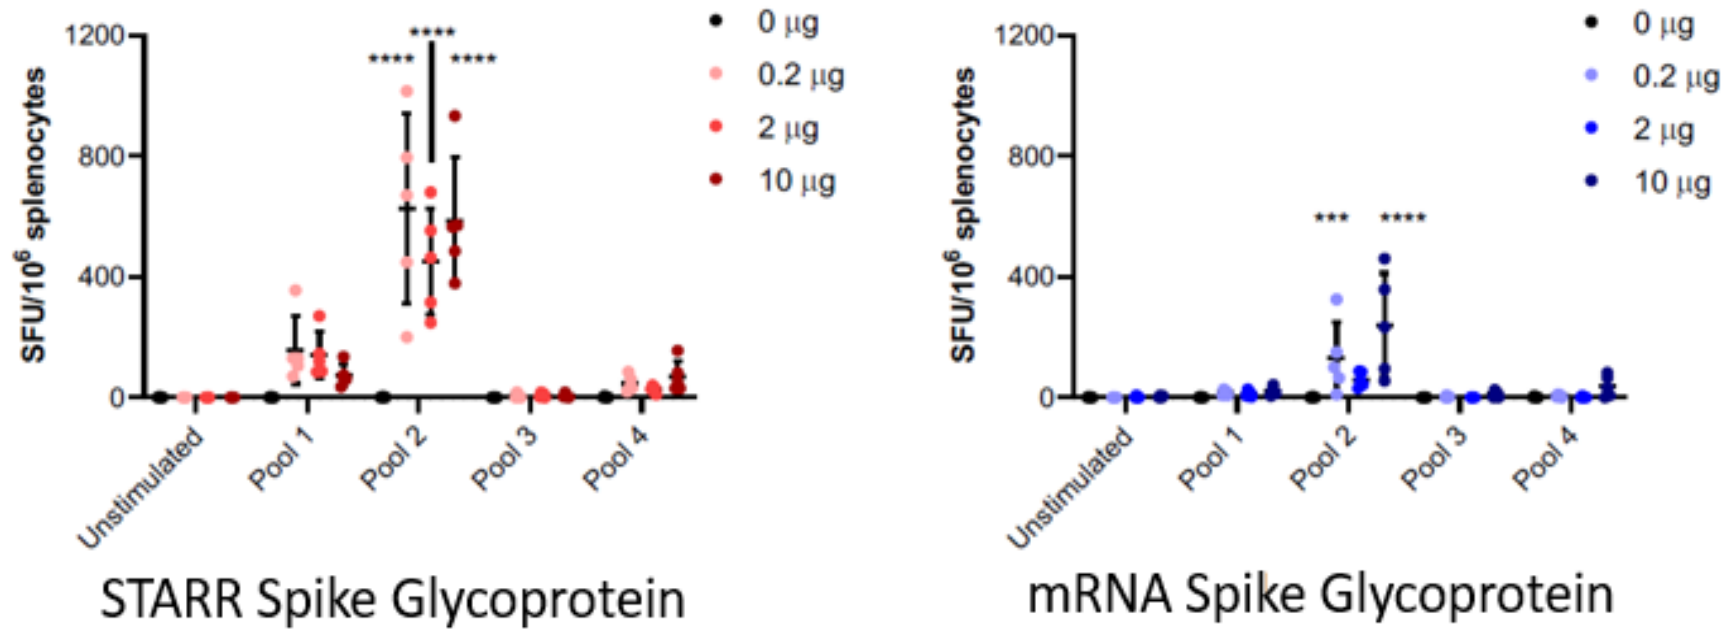 1200
800
400
0
SFU/10⁶ splenocytes
****
****
****
0 µg
0.2 µg
2 µg
10 µg
Unstimulated
Pool 1
Pool 2
Pool 3
Pool 4
STARR Spike Glycoprotein
1200
800
400
0
SFU/10⁶ splenocytes
***
****
0 µg
0.2 µg
2 µg
10 µg
Unstimulated
Pool 1
Pool 2
Pool 3
Pool 4
mRNA Spike Glycoprotein